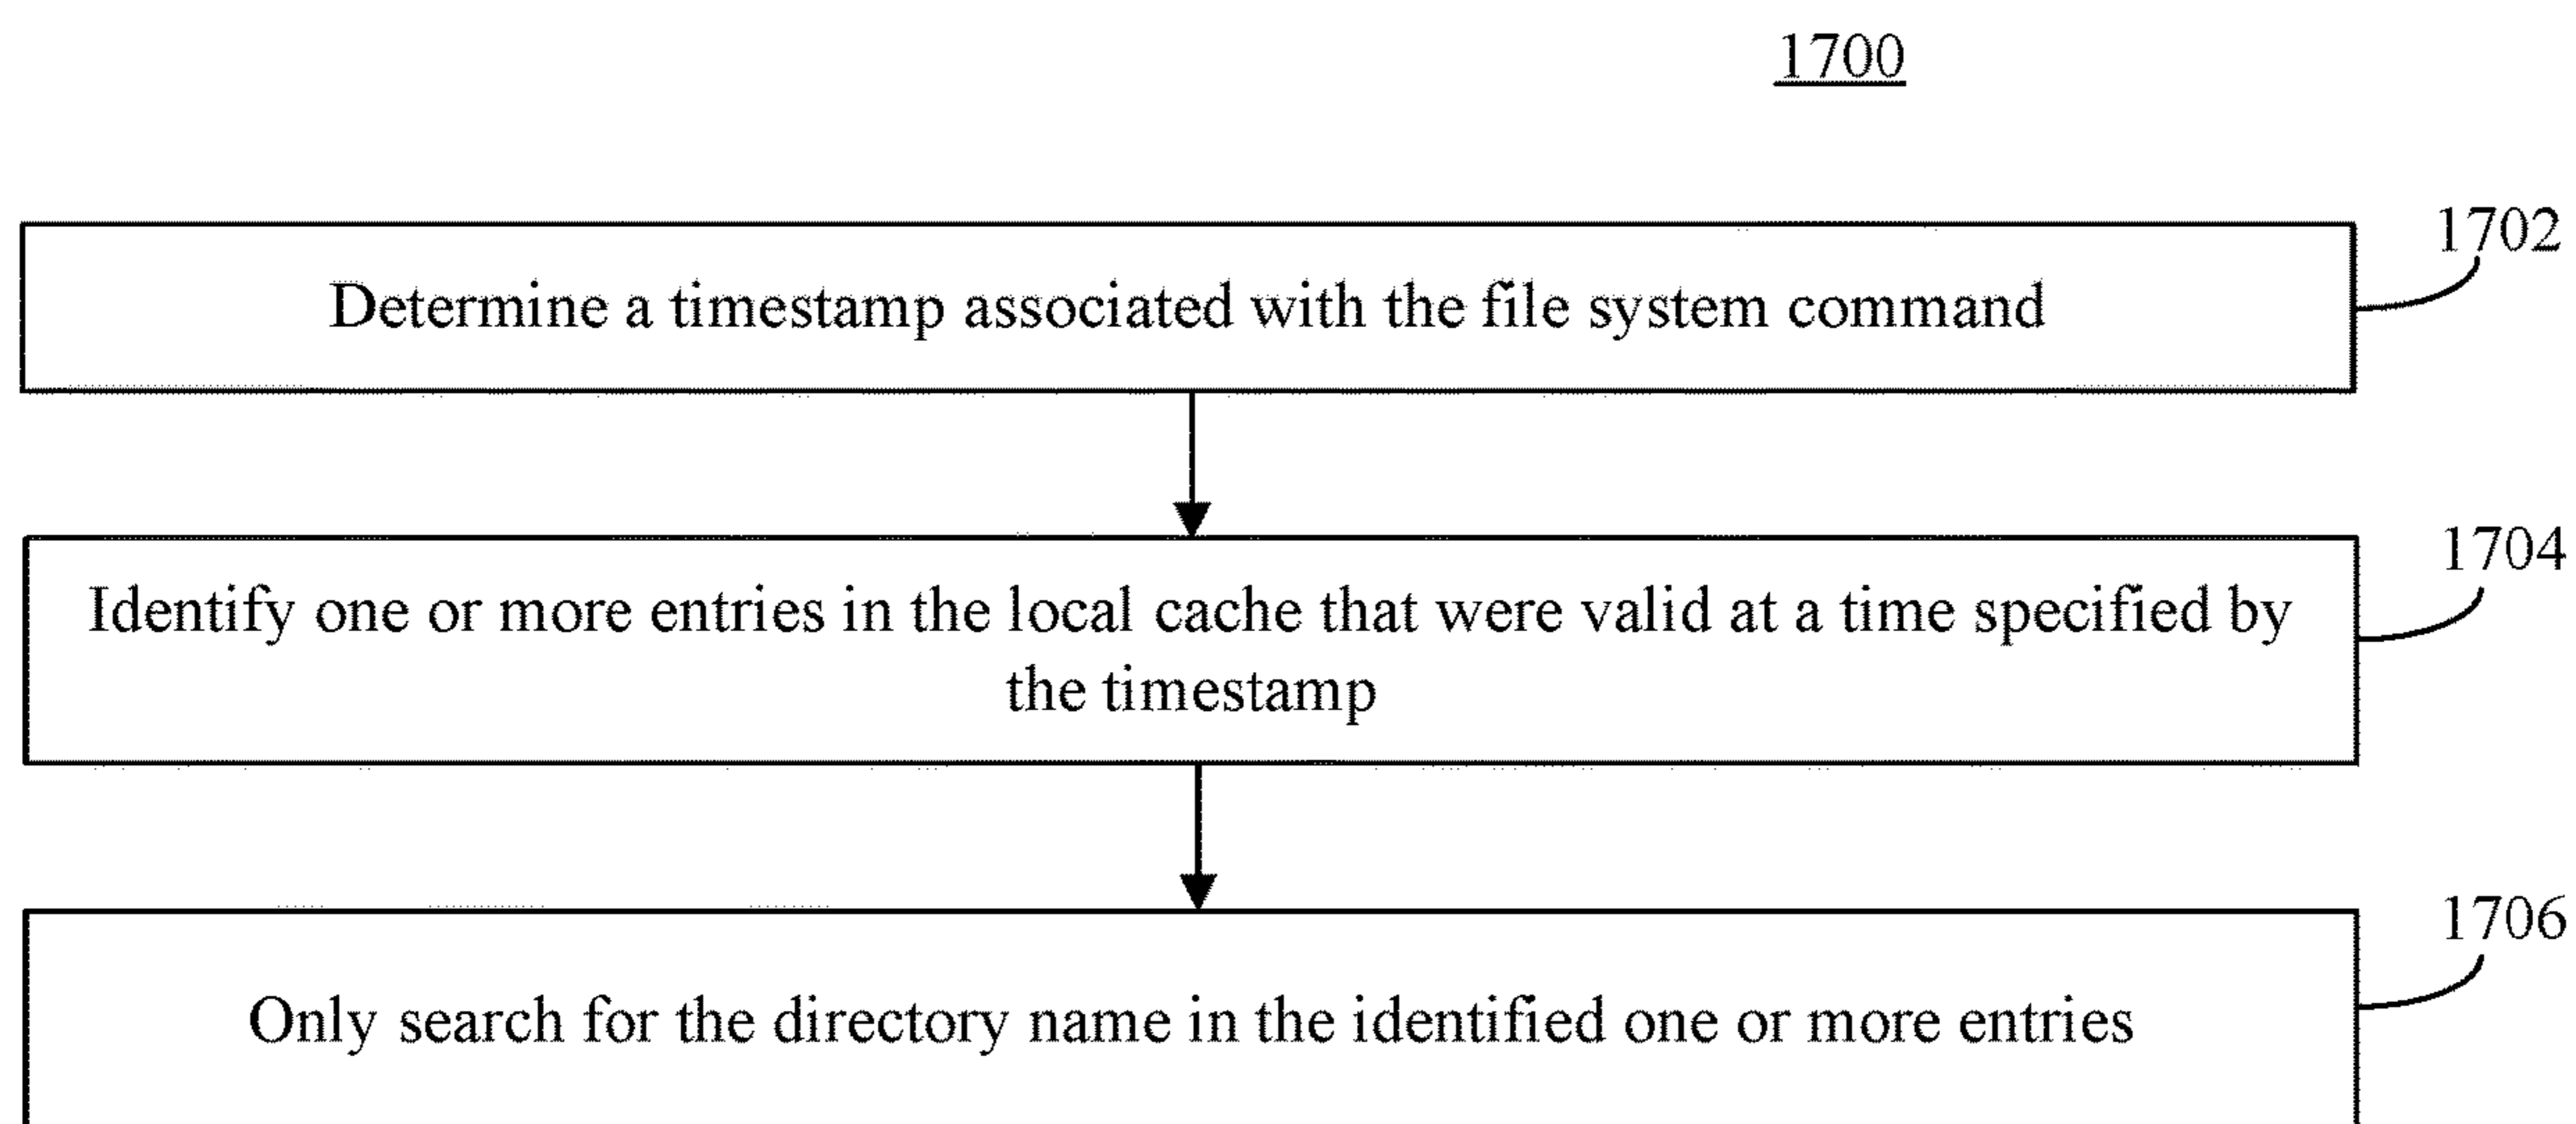 1700
1702
Determine a timestamp associated with the file system command
1704
Identify one or more entries in the local cache that were valid at a time specified by
the timestamp
1706
Only search for the directory name in the identified one or more entries